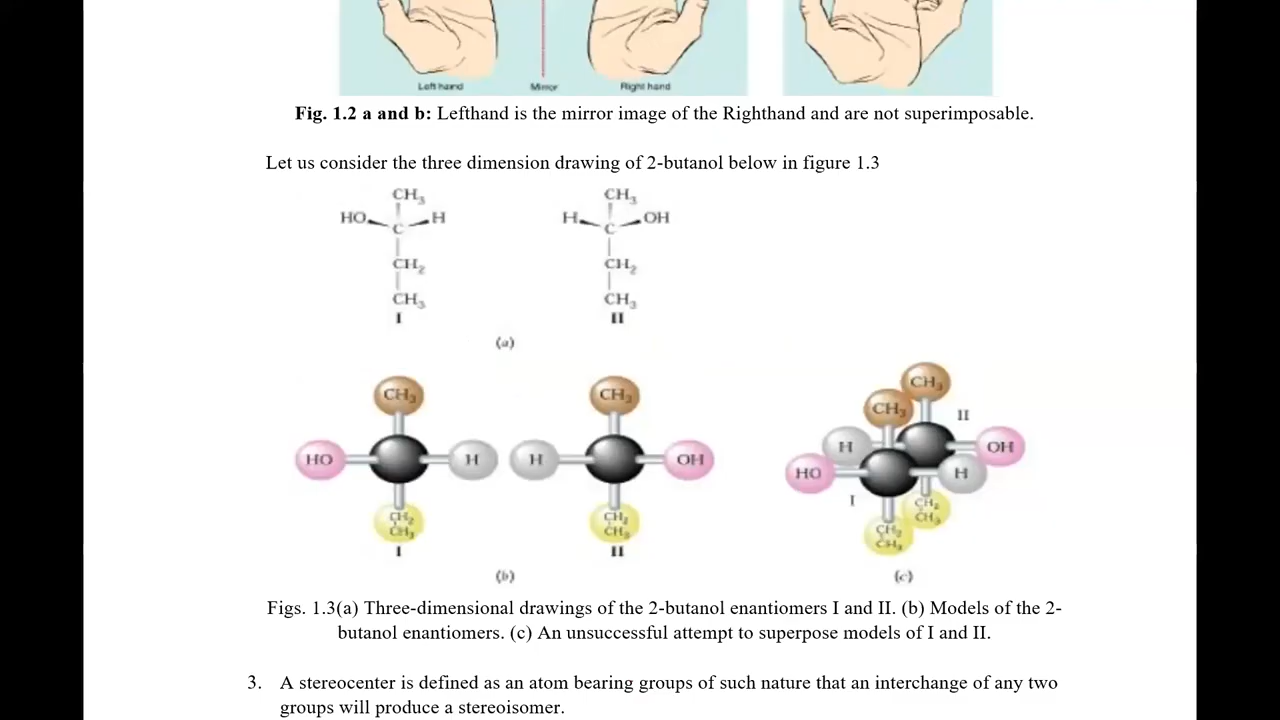 Left hand Mirror Right hand
Fig. 1.2 a and b: Lefthand is the mirror image of the Righthand and are not superimposable.
Let us consider the three dimension drawing of 2-butanol below in figure 1.3
CH₃ CH₃
HO C H H C OH
CH₂ CH₂
CH₃ CH₃
I II
(a)
CH₃ CH₃ CH₃
CH₃ II
HO H H OH H OH
HO H
I
CH₂ CH₂ CH₂
CH₃ CH₃ CH₃
CH₂
CH₃
I II
(b) (c)
Figs. 1.3(a) Three-dimensional drawings of the 2-butanol enantiomers I and II. (b) Models of the 2-
butanol enantiomers. (c) An unsuccessful attempt to superpose models of I and II.
3. A stereocenter is defined as an atom bearing groups of such nature that an interchange of any two
groups will produce a stereoisomer.